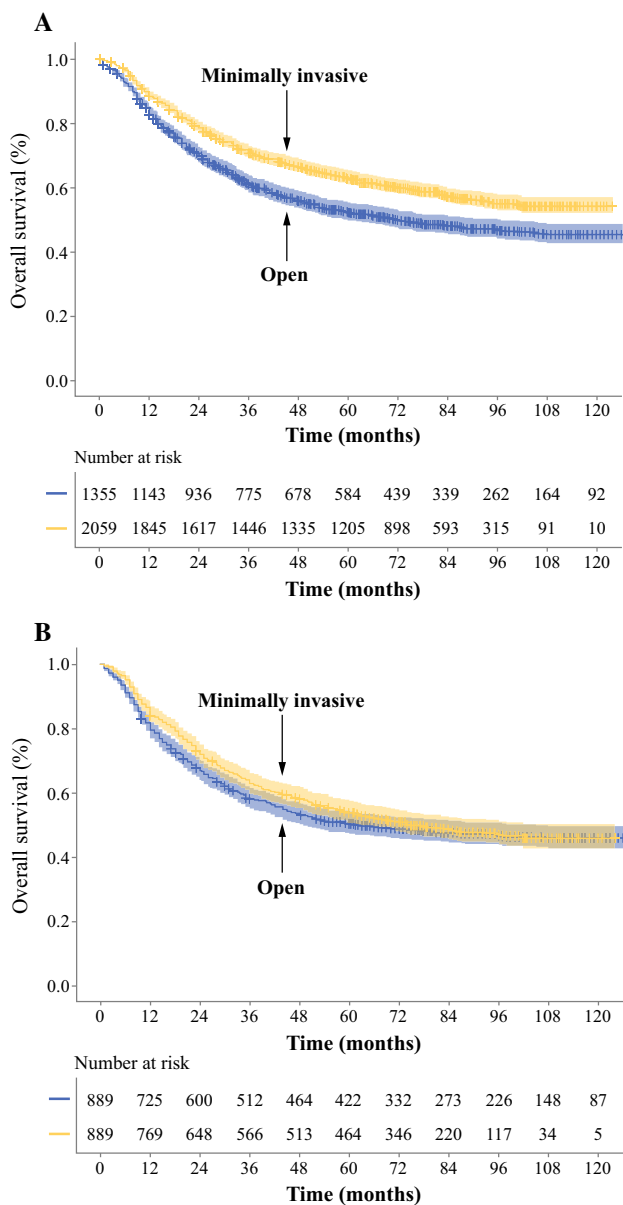 A
1.0
0.8
0.6
0.4
0.2
0.0
Overall survival (%)
Minimally invasive
Open
0 12 24 36 48 60 72 84 96 108 120
Time (months)
Number at risk
1355 1143 936 775 678 584 439 339 262 164 92
2059 1845 1617 1446 1335 1205 898 593 315 91 10
0 12 24 36 48 60 72 84 96 108 120
Time (months)
B
1.0
0.8
0.6
0.4
0.2
0.0
Overall survival (%)
Minimally invasive
Open
0 12 24 36 48 60 72 84 96 108 120
Time (months)
Number at risk
889 725 600 512 464 422 332 273 226 148 87
889 769 648 566 513 464 346 220 117 34 5
0 12 24 36 48 60 72 84 96 108 120
Time (months)